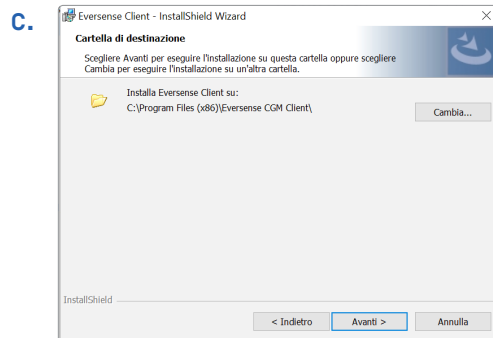 c.
Eversense Client - InstallShield Wizard
Cartella di destinazione
Scegliere Avanti per eseguire l'installazione su questa cartella oppure scegliere
Cambia per eseguire l'installazione su un'altra cartella.
Installa Eversense Client su:
C:\Program Files (x86)\Eversense CGM Client\
Cambia...
InstallShield
< Indietro
Avanti >
Annulla